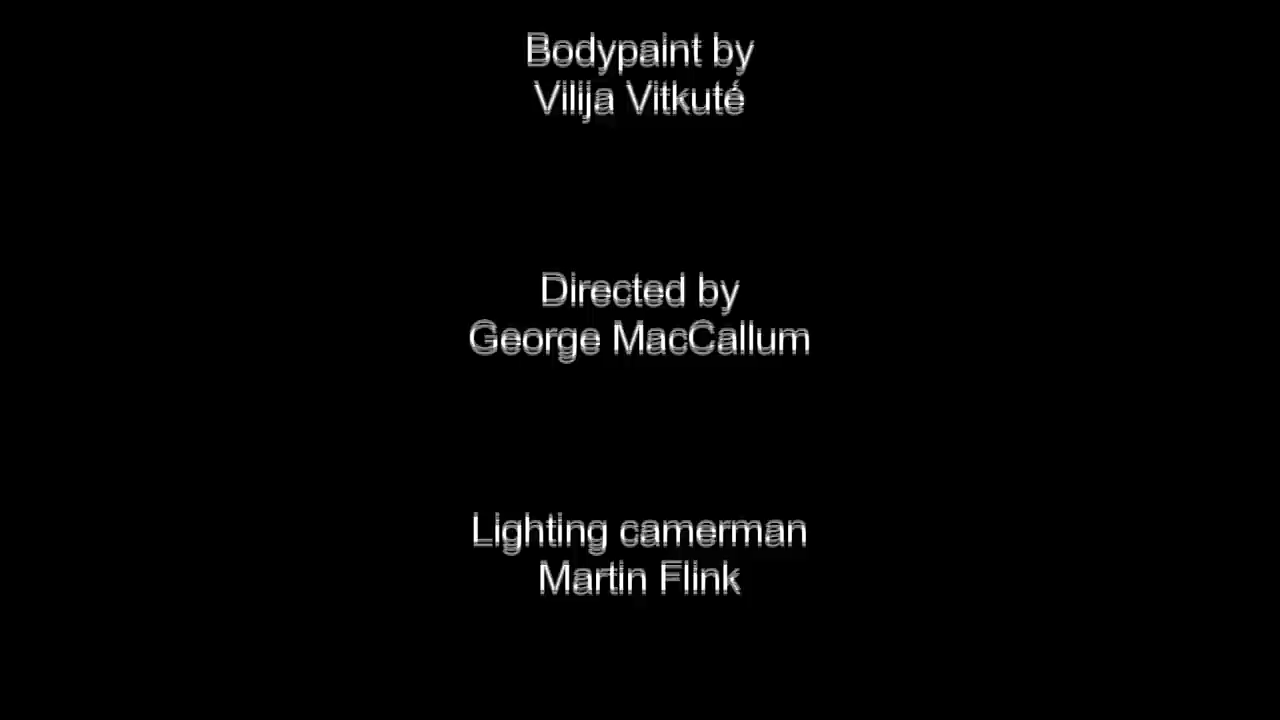 Bodypaint by
Vilija Vitkuté
Directed by
George MacCallum
Lighting camerman
Martin Flink